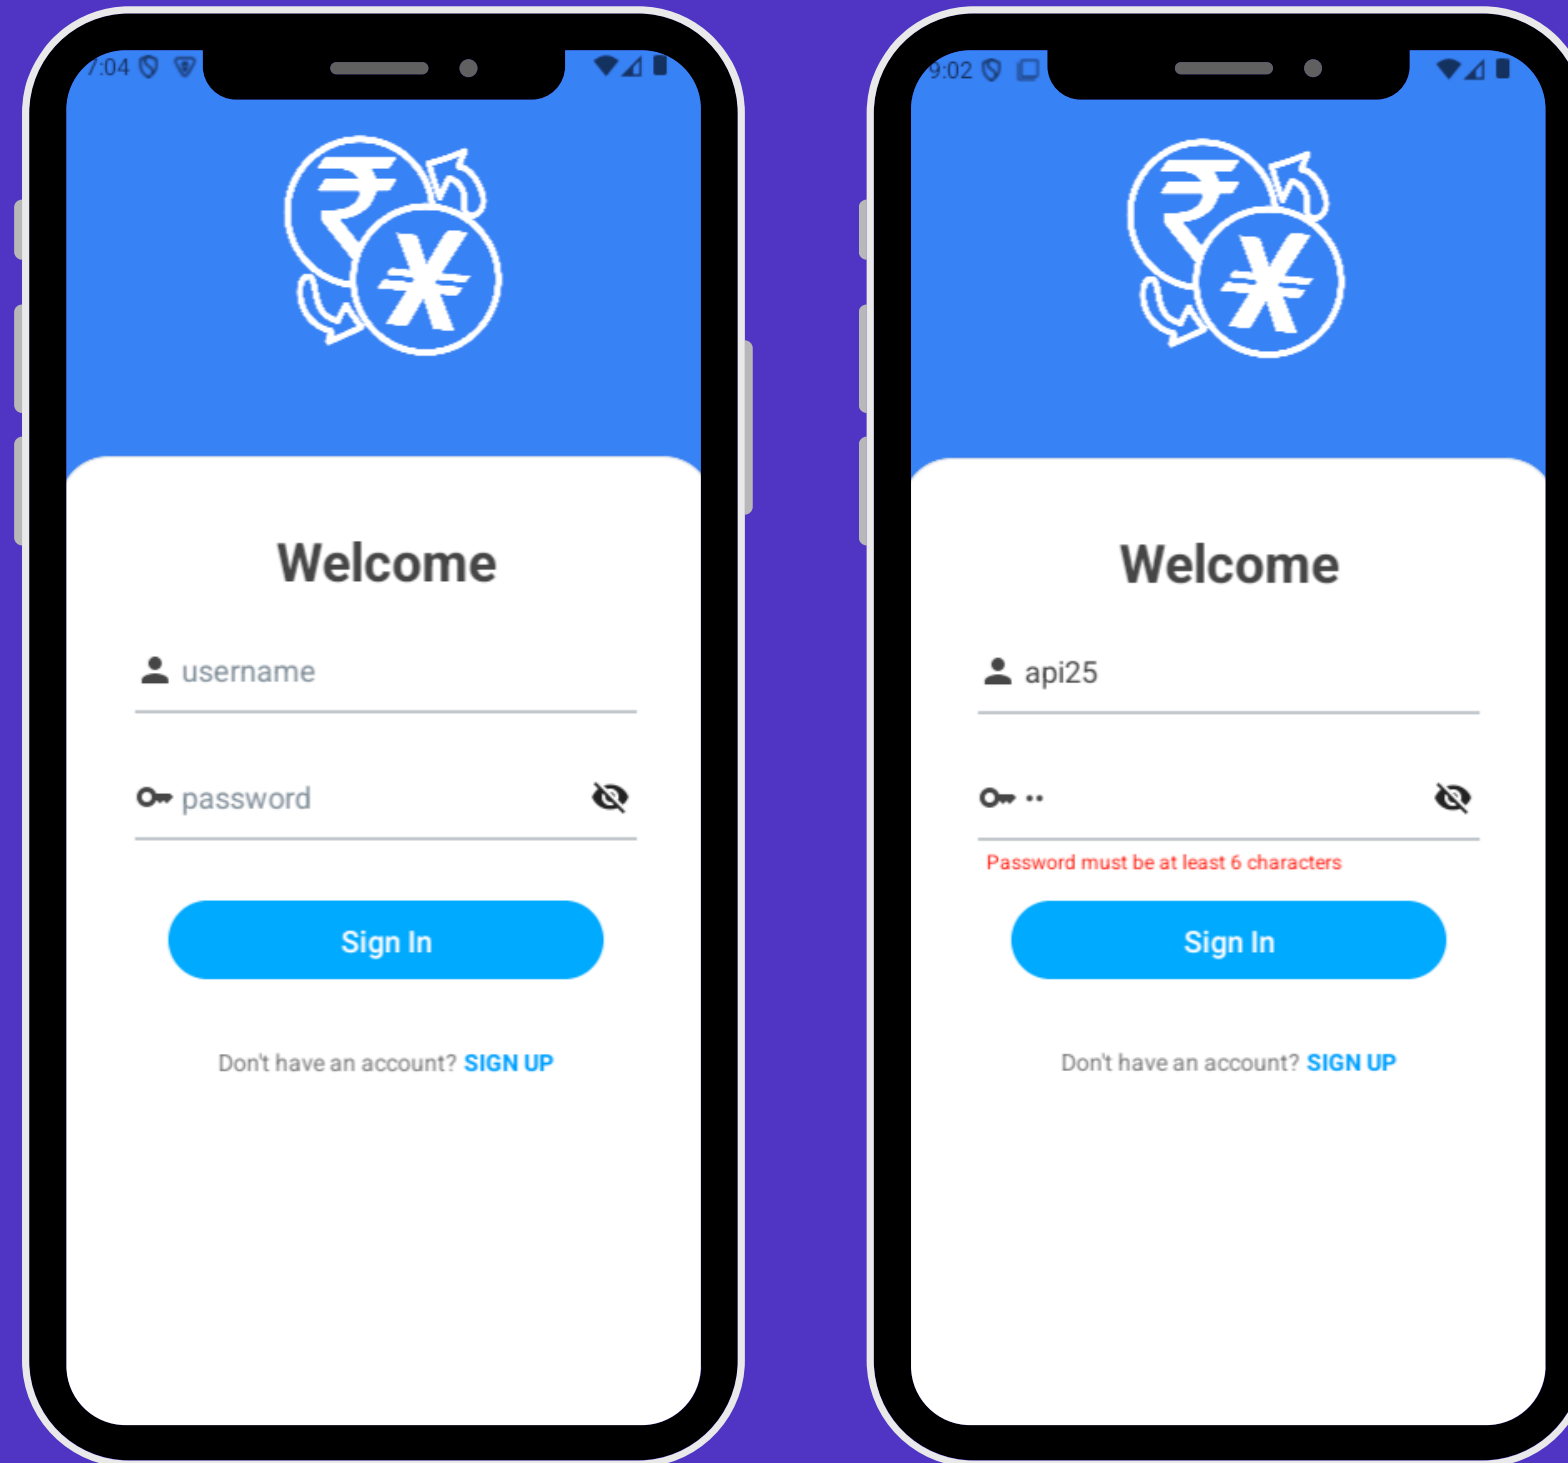 7:04
Welcome
username
password
Sign In
Don't have an account? SIGN UP
9:02
Welcome
api25
••
Password must be at least 6 characters
Sign In
Don't have an account? SIGN UP